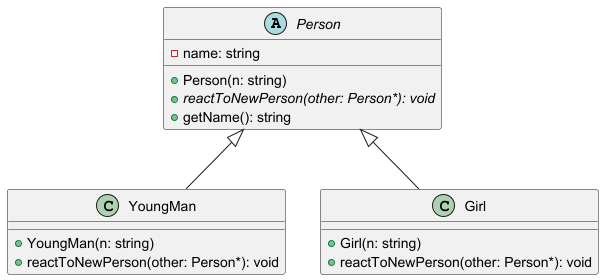 A Person
name: string
Person(n: string)
reactToNewPerson(other: Person*): void
getName(): string
C YoungMan
YoungMan(n: string)
reactToNewPerson(other: Person*): void
C Girl
Girl(n: string)
reactToNewPerson(other: Person*): void